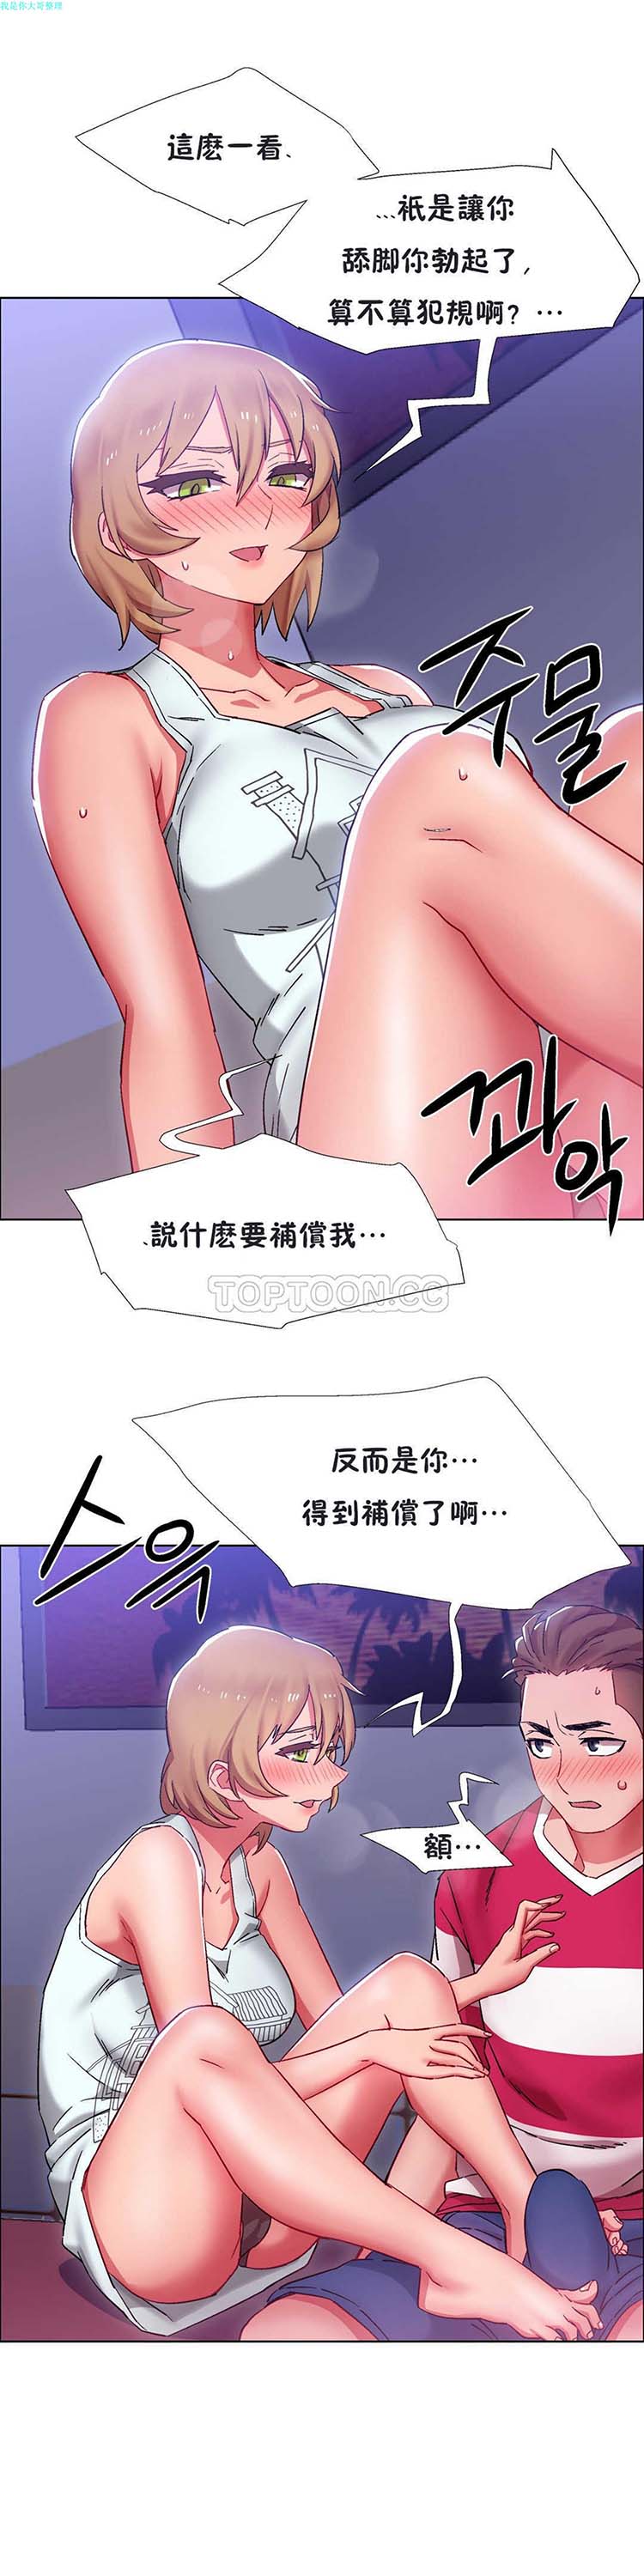 我是你大哥整理
這麼一看、
、、、祇是讓你
舔脚你勃起了，
算不算犯規啊？…
주물
꽈악
、説什麽要補償我…
TOPTOON.CC
反而是你…
得到補償了啊…
스윽
額…